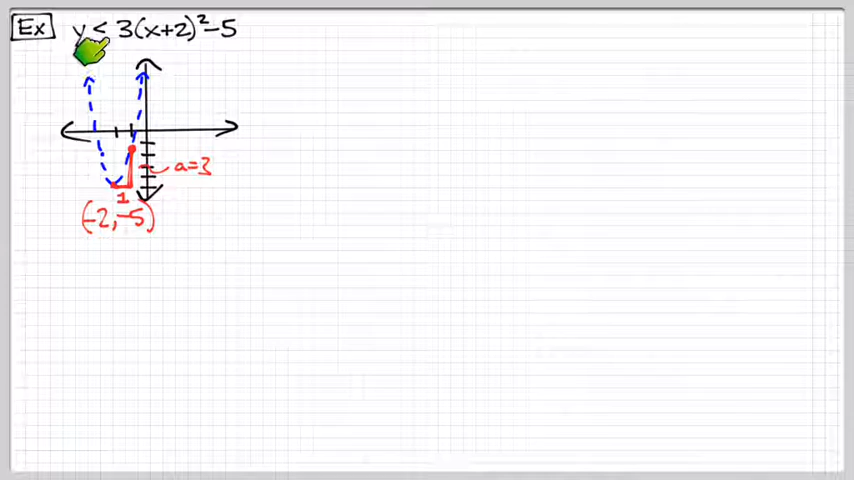 Ex y < 3(x+2)²-5
a=3
1
(-2,-5)